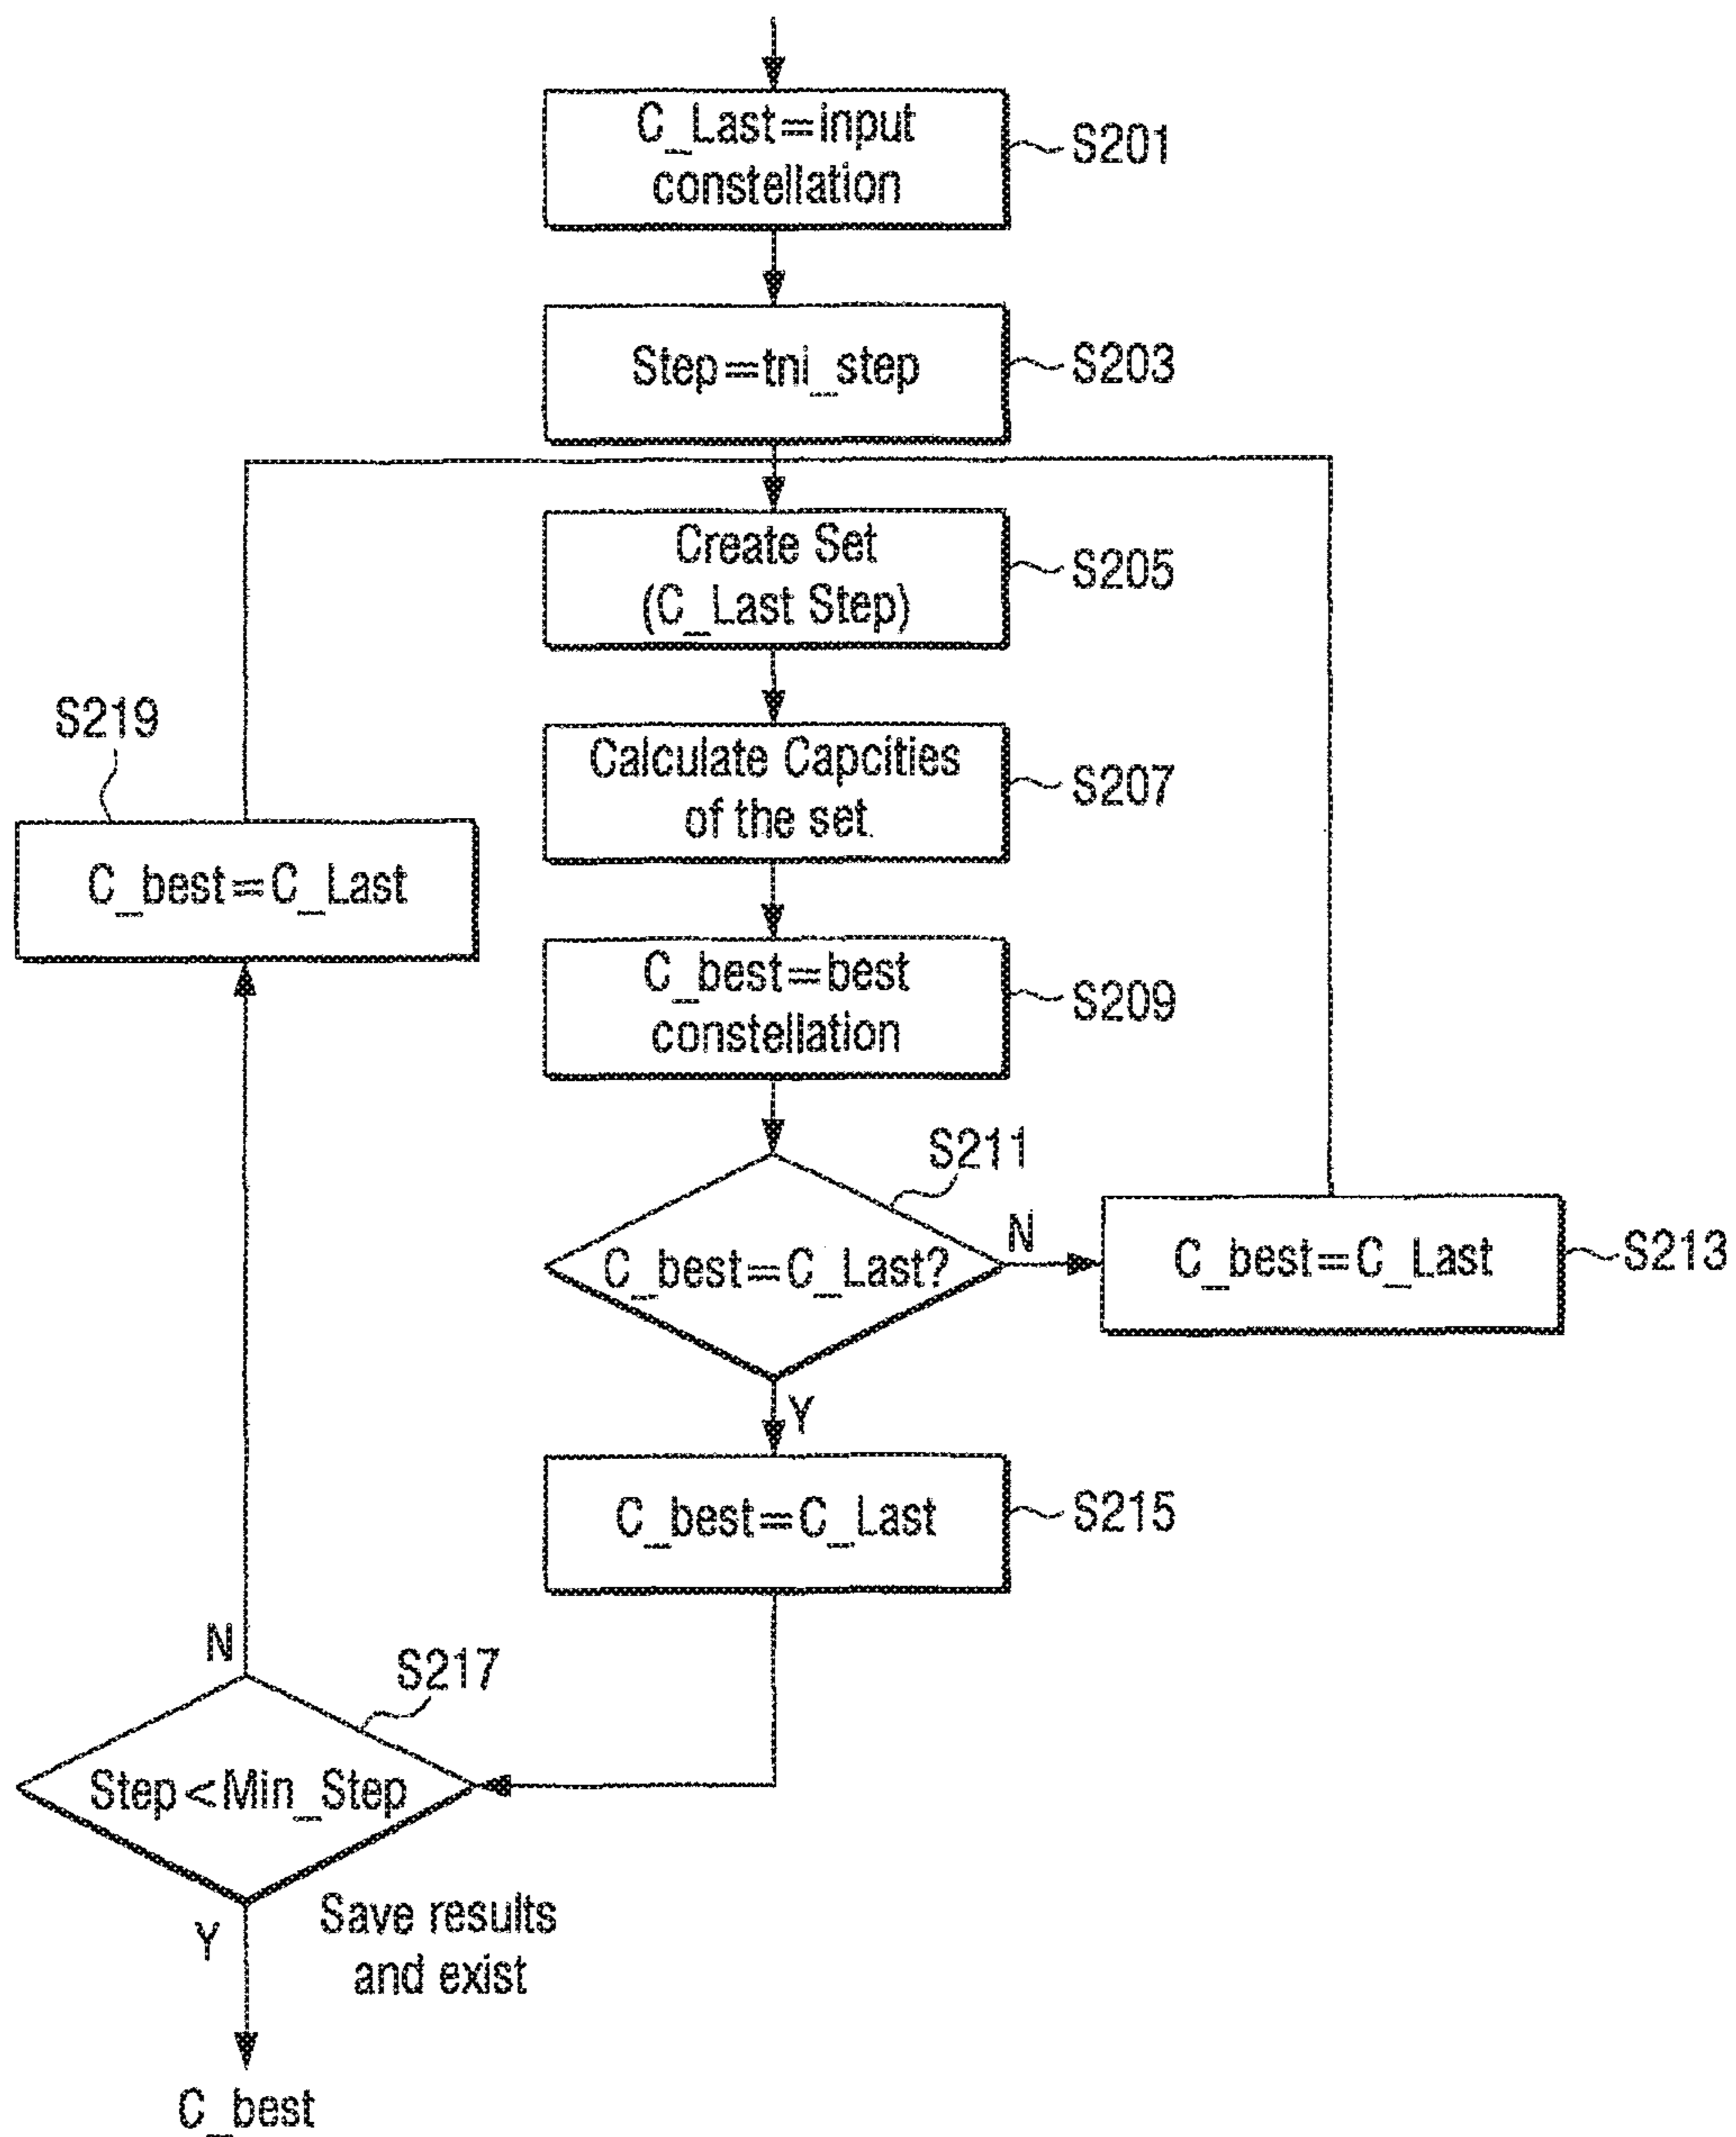 C_Last=input
constellation
S201
Step=tni_step
S203
Create Set
(C_Last Step)
S205
Calculate Capcities
of the set
S207
S219
C_best=C_Last
C_best=best
constellation
S209
S211
C_best=C_Last?
N
C_best=C_Last
S213
Y
C_best=C_Last
S215
N
S217
Step<Min_Step
Y
Save results
and exist
C_best